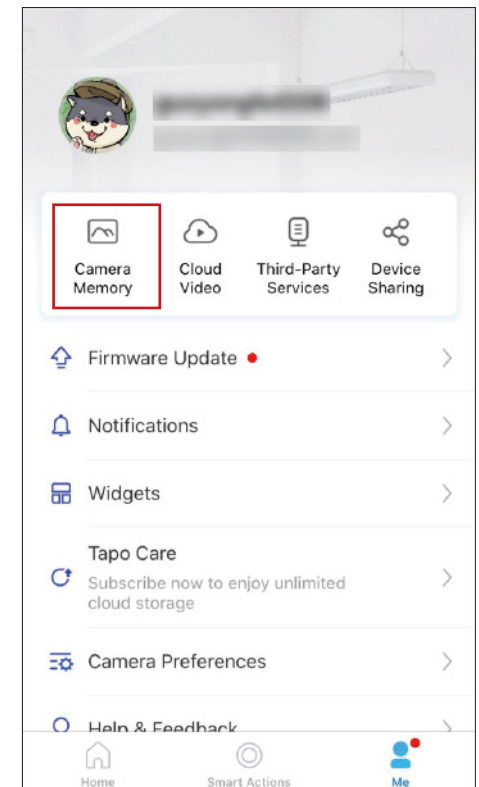 Camera
Memory
Cloud
Video
Third-Party
Services
Device
Sharing
Firmware Update
Notifications
Widgets
Tapo Care
Subscribe now to enjoy unlimited
cloud storage
Camera Preferences
Help & Feedback
Home
Smart Actions
Me